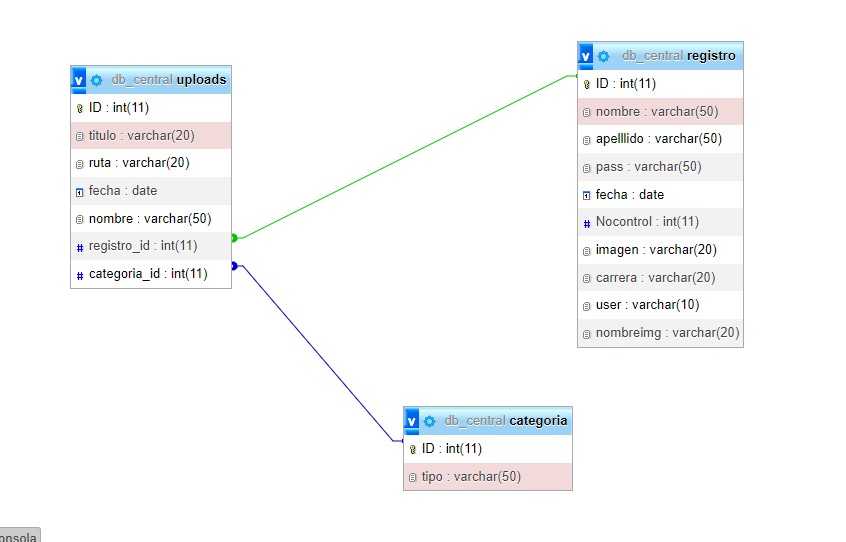 db_central uploads
ID : int(11)
titulo : varchar(20)
ruta : varchar(20)
fecha : date
nombre : varchar(50)
registro_id : int(11)
categoria_id : int(11)
db_central registro
ID : int(11)
nombre : varchar(50)
apelllido : varchar(50)
pass : varchar(50)
fecha : date
Nocontrol : int(11)
imagen : varchar(20)
carrera : varchar(20)
user : varchar(10)
nombreimg : varchar(20)
db_central categoria
ID : int(11)
tipo : varchar(50)
onsola